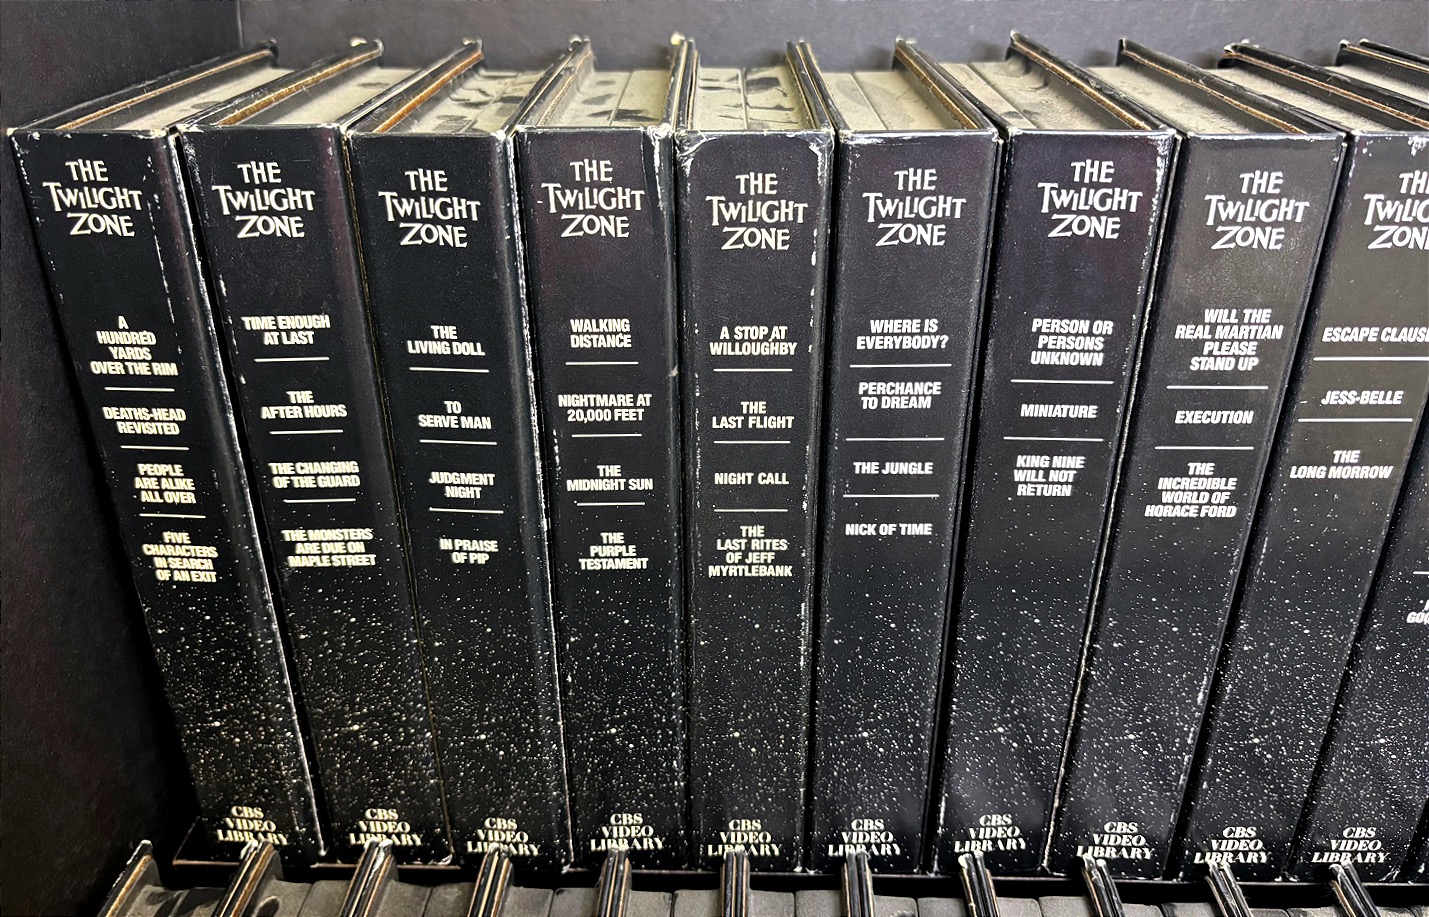 THE
TWILIGHT
ZONE
A
HUNDRED
YARDS
OVER THE RIM
DEATHS-HEAD
REVISITED
PEOPLE
ARE ALIKE
ALL OVER
FIVE
CHARACTERS
IN SEARCH
OF AN EXIT
CBS
VIDEO
LIBRARY
THE
TWILIGHT
ZONE
TIME ENOUGH
AT LAST
THE
AFTER HOURS
THE CHANGING
OF THE GUARD
THE MONSTERS
ARE DUE ON
MAPLE STREET
CBS
VIDEO
LIBRARY
THE
TWILIGHT
ZONE
THE
LIVING DOLL
TO
SERVE MAN
JUDGMENT
NIGHT
IN PRAISE
OF PIP
CBS
VIDEO
LIBRARY
THE
TWILIGHT
ZONE
WALKING
DISTANCE
NIGHTMARE AT
20,000 FEET
THE
MIDNIGHT SUN
THE
PURPLE
TESTAMENT
CBS
VIDEO
LIBRARY
THE
TWILIGHT
ZONE
A STOP AT
WILLOUGHBY
THE
LAST FLIGHT
NIGHT CALL
THE
LAST RITES
OF JEFF
MYRTLEBANK
CBS
VIDEO
LIBRARY
THE
TWILIGHT
ZONE
WHERE IS
EVERYBODY?
PERCHANCE
TO DREAM
THE JUNGLE
NICK OF TIME
CBS
VIDEO
LIBRARY
THE
TWILIGHT
ZONE
PERSON OR
PERSONS
UNKNOWN
MINIATURE
KING NINE
WILL NOT
RETURN
CBS
VIDEO
LIBRARY
THE
TWILIGHT
ZONE
WILL THE
REAL MARTIAN
PLEASE
STAND UP
EXECUTION
THE
INCREDIBLE
WORLD OF
HORACE FORD
CBS
VIDEO
LIBRARY
ESCAPE CLAUSE
JESS-BELLE
THE
LONG MORROW
CBS
VIDEO
LIBRARY
CBS
VIDEO
LIBRARY